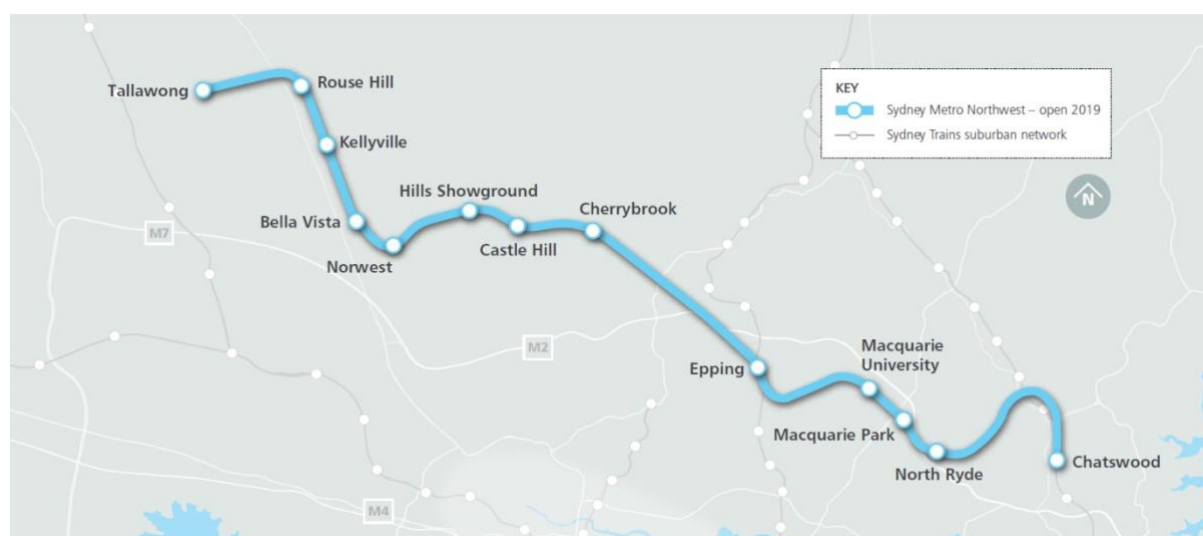 Tallawong
Rouse Hill
KEY
Sydney Metro Northwest – open 2019
Sydney Trains suburban network
Kellyville
N
Hills Showground
Bella Vista
Cherrybrook
M7
Castle Hill
Norwest
M2
Macquarie
University
Epping
Macquarie Park
Chatswood
North Ryde
M4